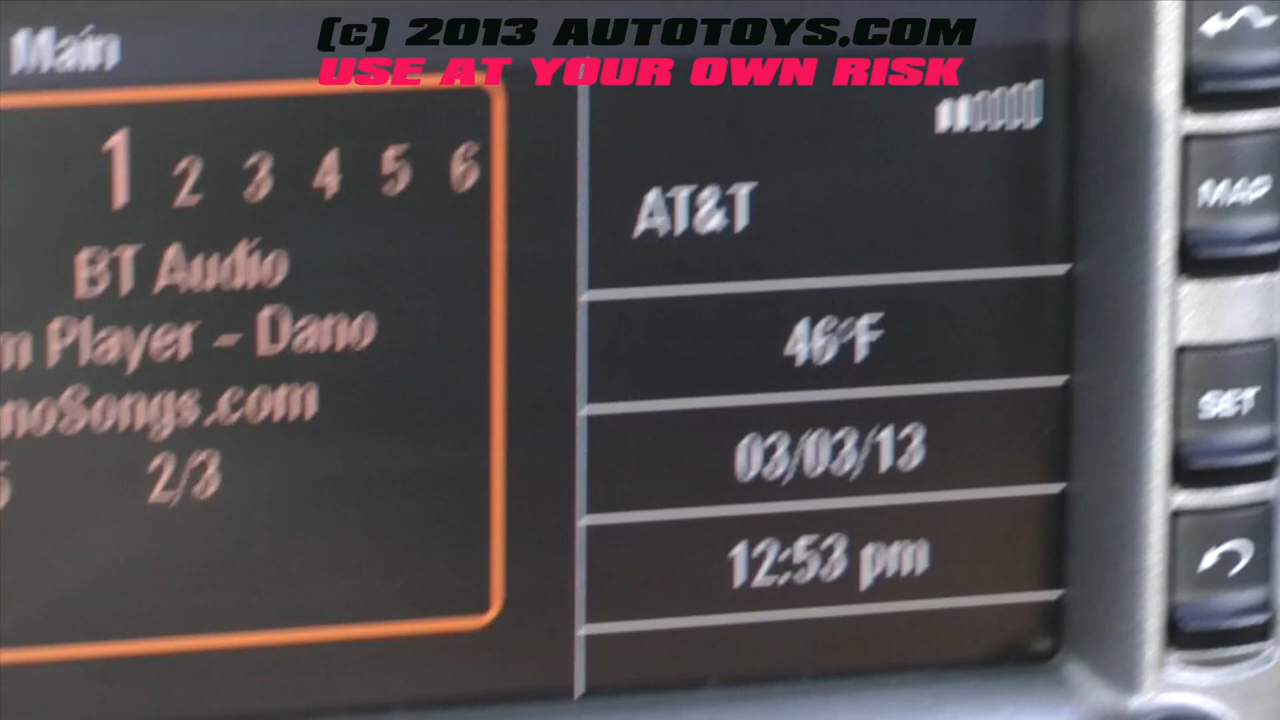 (c) 2013 AUTOTOYS.COM
USE AT YOUR OWN RISK
Main
1 2 3 4 5 6
BT Audio
m Player - Dano
noSongs.com
2/3
AT&T
46°F
03/03/13
12:53 pm
MAP
SET